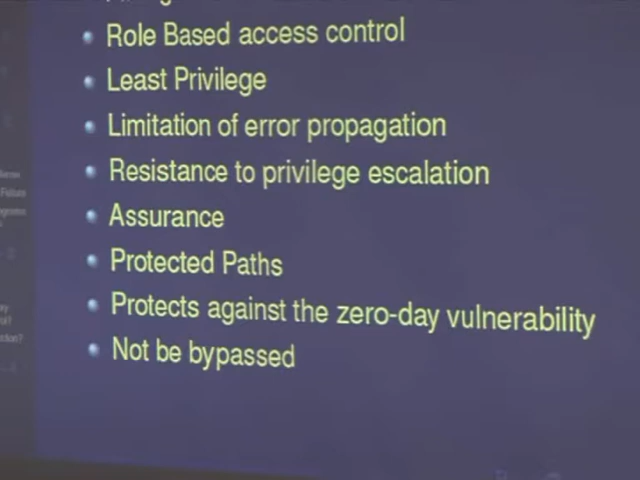 Role Based access control
Least Privilege
Limitation of error propagation
Resistance to privilege escalation
Assurance
Protected Paths
Protects against the zero-day vulnerability
Not be bypassed